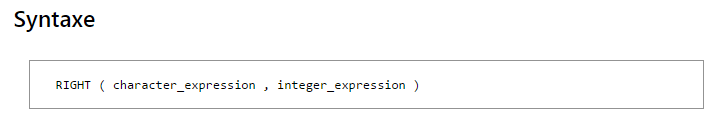 Syntaxe
RIGHT ( character_expression , integer_expression )